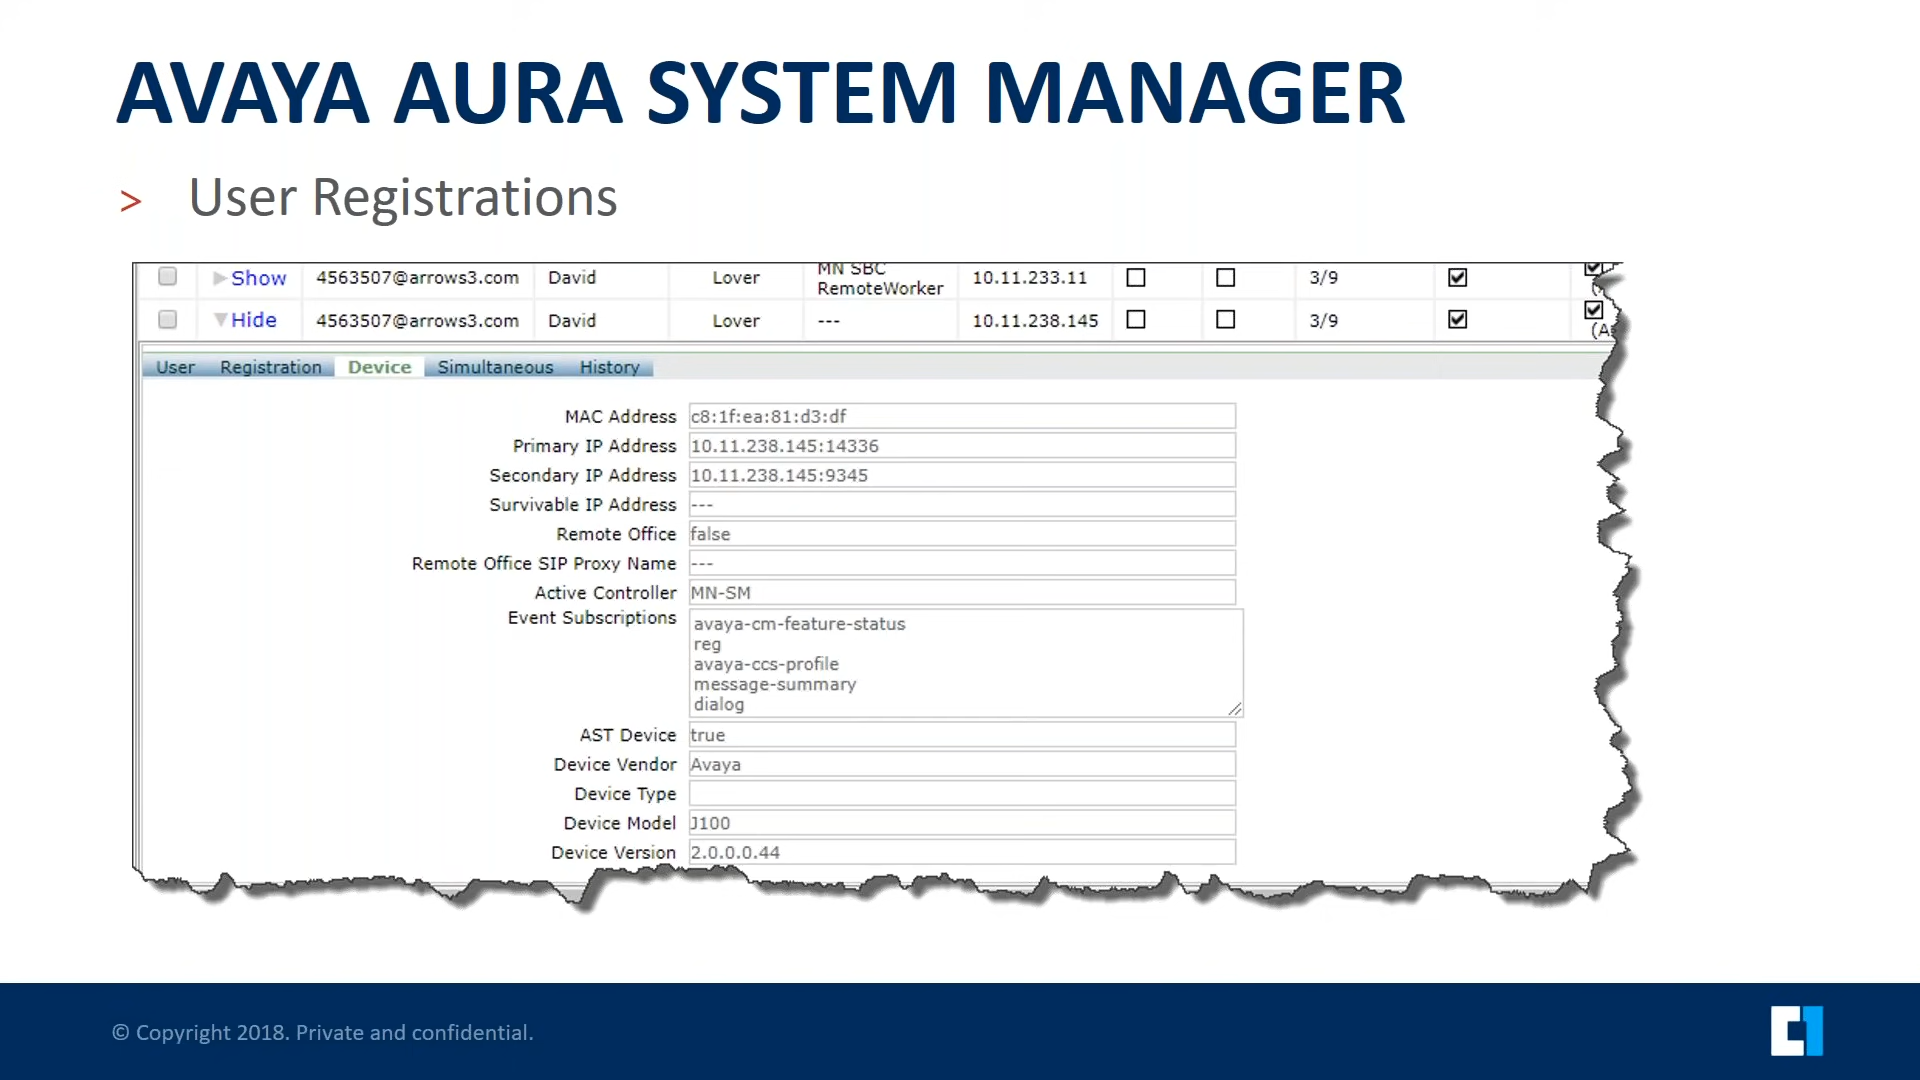 AVAYA AURA SYSTEM MANAGER
> User Registrations
Show 4563507@arrows3.com David Lover MN SBC RemoteWorker 10.11.233.11 3/9
Hide 4563507@arrows3.com David Lover --- 10.11.238.145 3/9
User Registration Device Simultaneous History
MAC Address c8:1f:ea:81:d3:df
Primary IP Address 10.11.238.145:14336
Secondary IP Address 10.11.238.145:9345
Survivable IP Address ---
Remote Office false
Remote Office SIP Proxy Name ---
Active Controller MN-SM
Event Subscriptions avaya-cm-feature-status
reg
avaya-ccs-profile
message-summary
dialog
AST Device true
Device Vendor Avaya
Device Type
Device Model J100
Device Version 2.0.0.0.44
© Copyright 2018. Private and confidential.